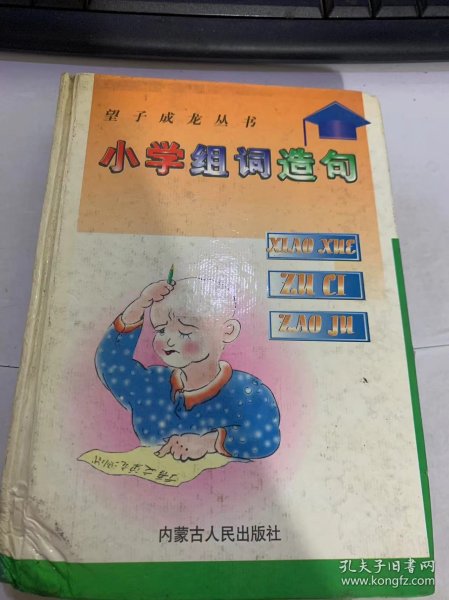 望子成龙丛书
小学组词造句
XIAO XUE
ZU CI
ZAO JU
内蒙古人民出版社
孔夫子旧书网
www.kongfz.com